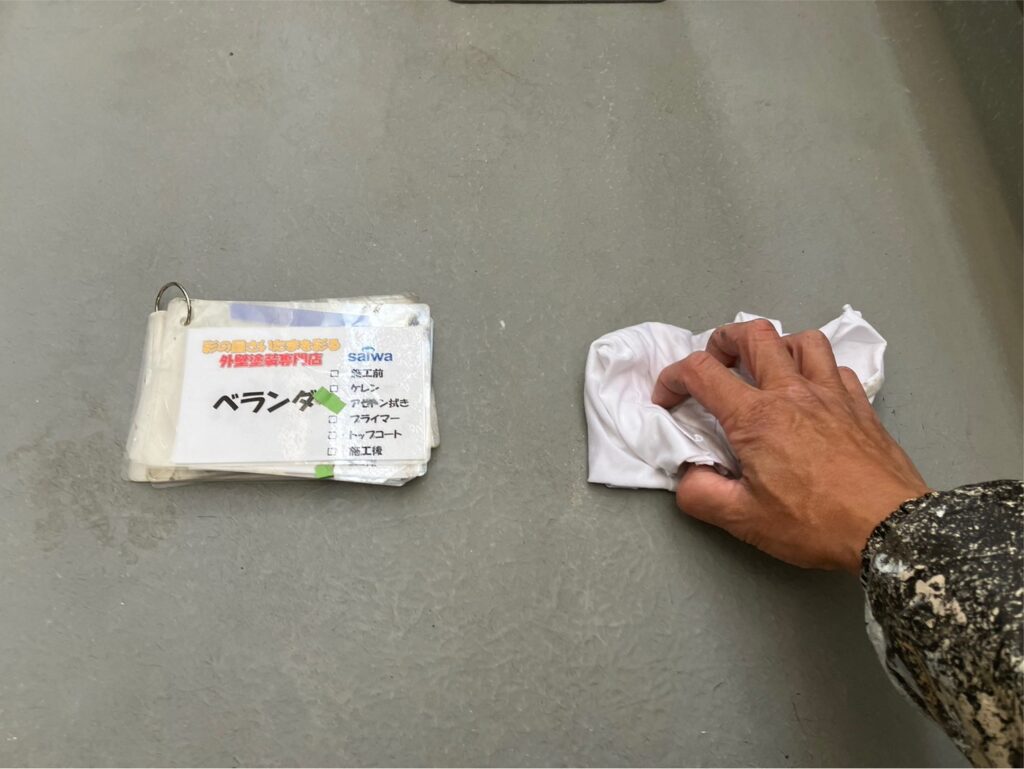 外壁塗装専門店
saiwa
ベランダ
□ 施工前
□ ケレン
アセトン拭き
□ プライマー
□ トップコート
□ 施工後